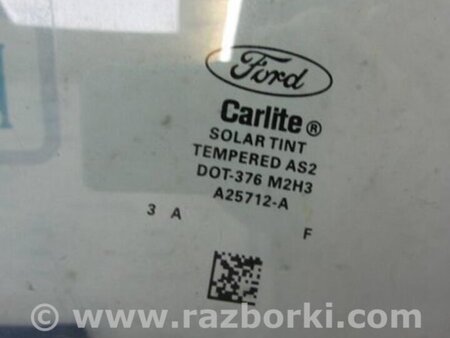 Ford
Carlite®
SOLAR TINT
TEMPERED AS2
DOT-376 M2H3
A25712-A
3 A F
© www.razborki.com